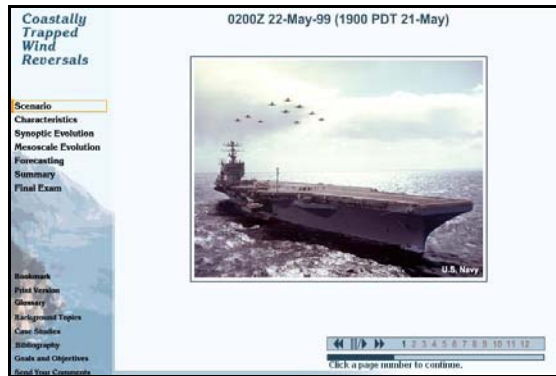 Coastally
Trapped
Wind
Reversals
0200Z 22-May-99 (1900 PDT 21-May)
Scenario
Characteristics
Synoptic Evolution
Mesoscale Evolution
Forecasting
Summary
Final Exam
U.S. Navy
Bookmark
Print Version
Glossary
Background Topics
Case Studies
Bibliography
Goals and Objectives
Send Your Comments
1 2 3 4 5 6 7 8 9 10 11 12
Click a page number to continue.